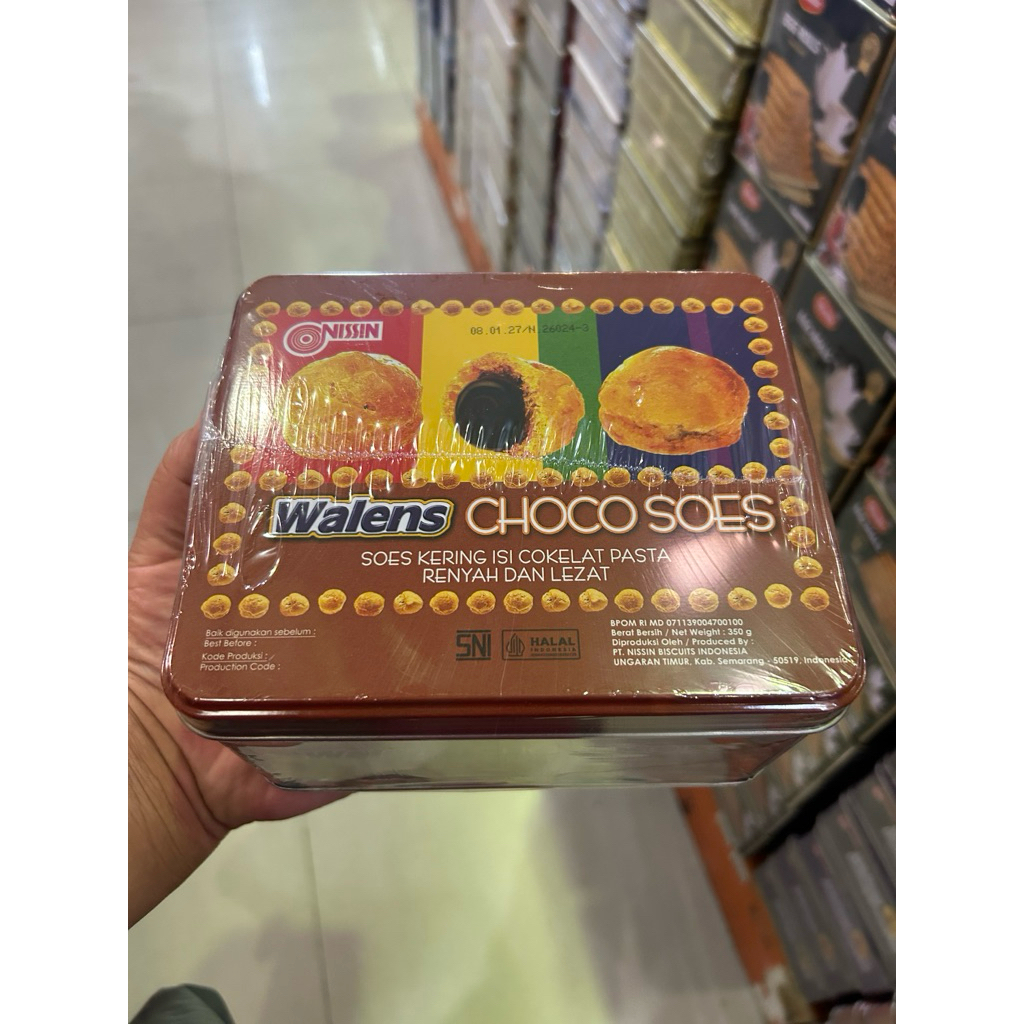 NISSIN
08.01.27/N.26024-3
Walens CHOCO SOES
SOES KERING ISI COKELAT PASTA
RENYAH DAN LEZAT
Baik digunakan sebelum :
Best Before :
Kode Produksi :
Production Code :
SNI
HALAL
INDONESIA
BPOM RI MD 071139004700100
Berat Bersih / Net Weight : 350 g
Diproduksi Oleh / Produced By :
PT. NISSIN BISCUITS INDONESIA
UNGARAN TIMUR, Kab. Semarang - 50519, Indonesia